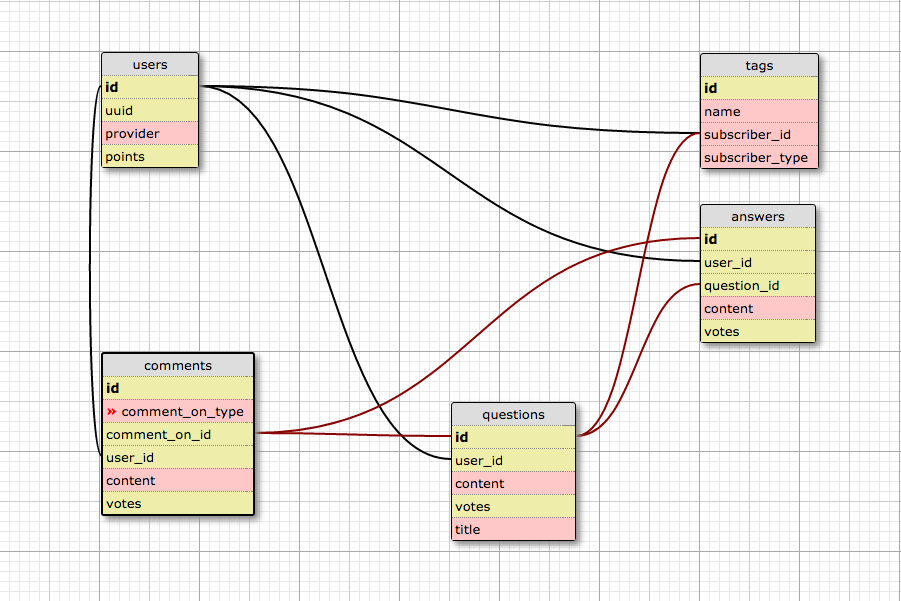 users
id
uuid
provider
points
tags
id
name
subscriber_id
subscriber_type
answers
id
user_id
question_id
content
votes
comments
id
» comment_on_type
comment_on_id
user_id
content
votes
questions
id
user_id
content
votes
title